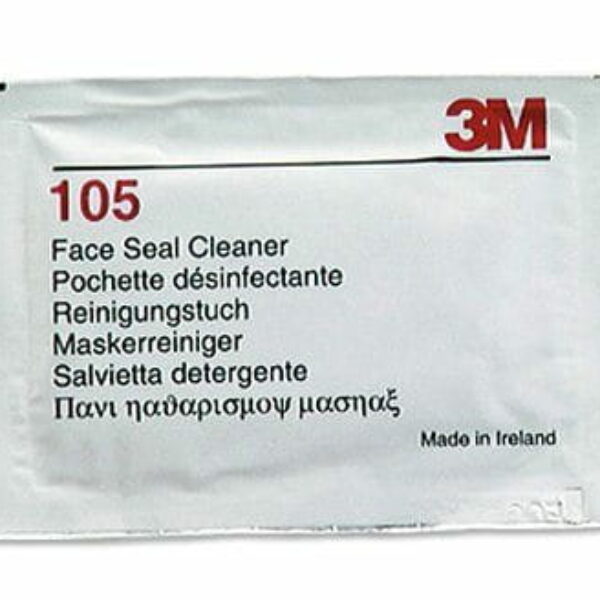 3M
105
Face Seal Cleaner
Pochette désinfectante
Reinigungstuch
Maskerreiniger
Salvietta detergente
Πανι ηαθαρισμοψ μασηαξ
Made in Ireland